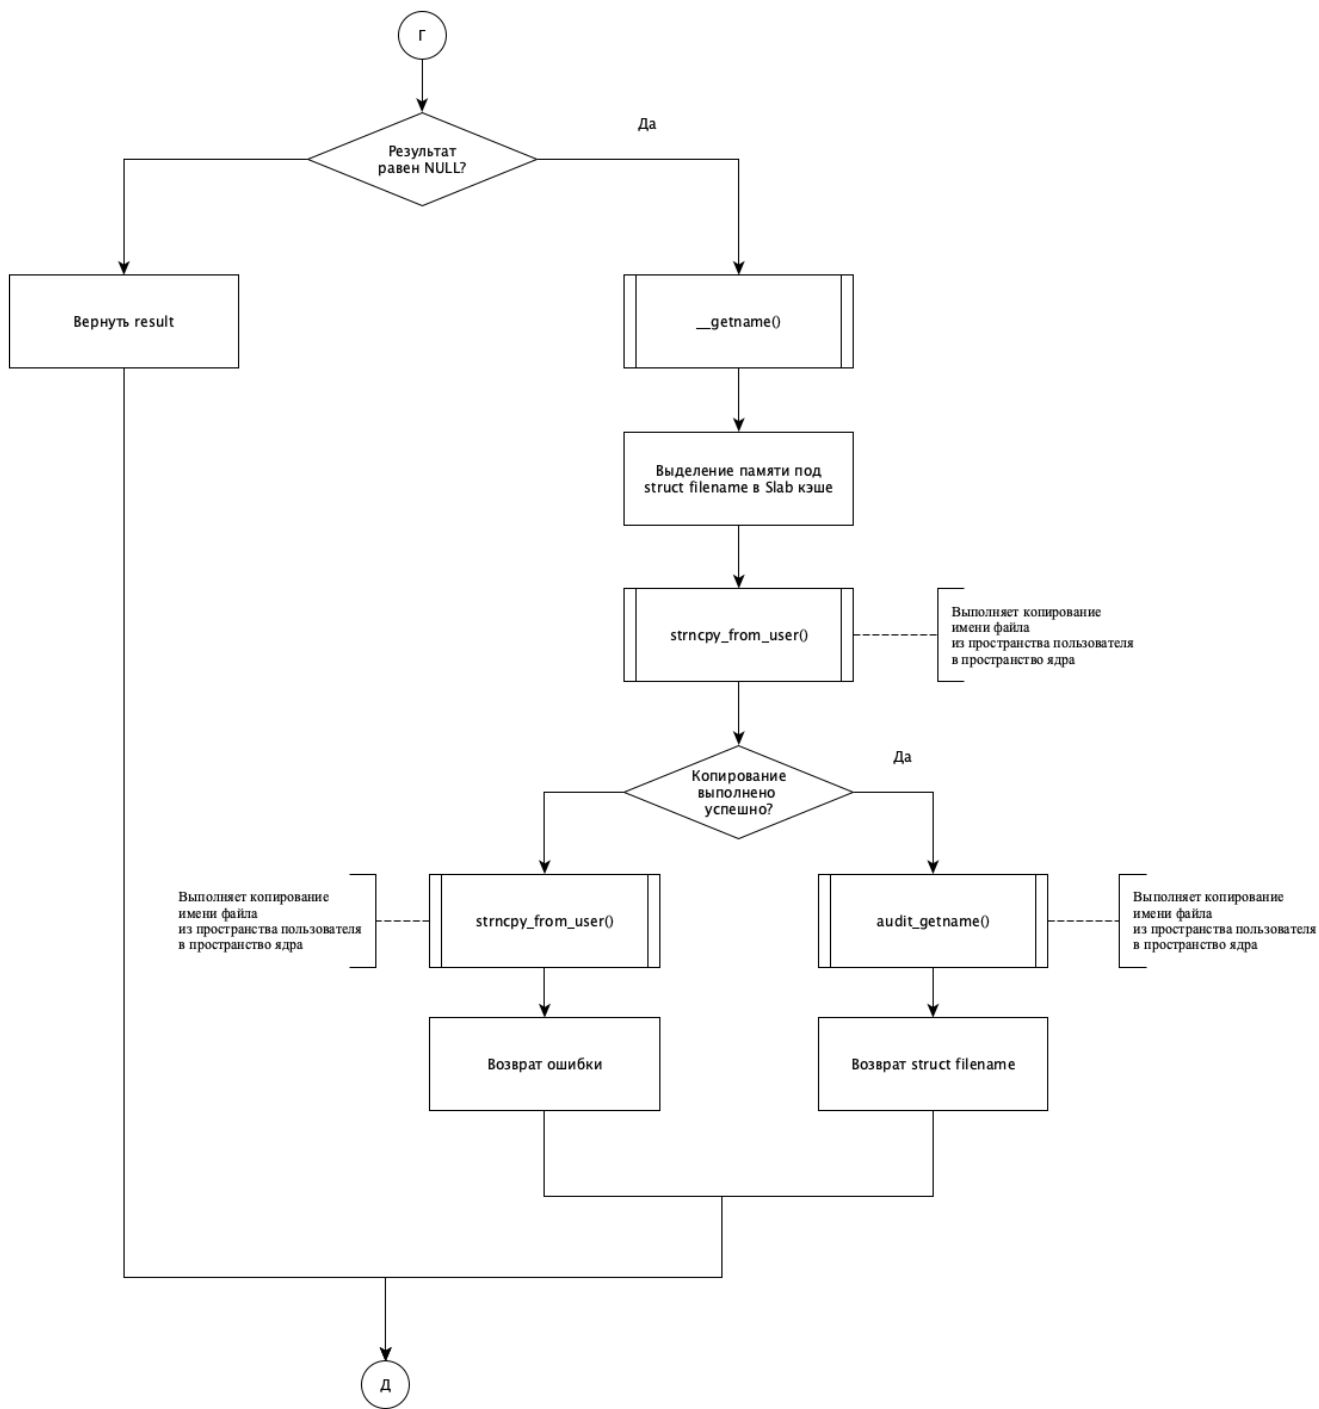 Г
Да
Результат
равен NULL?
Вернуть result
__getname()
Выделение памяти под
struct filename в Slab кэше
strncpy_from_user()
Выполняет копирование
имени файла
из пространства пользователя
в пространство ядра
Да
Копирование
выполнено
успешно?
Выполняет копирование
имени файла
из пространства пользователя
в пространство ядра
strncpy_from_user()
audit_getname()
Выполняет копирование
имени файла
из пространства пользователя
в пространство ядра
Возврат ошибки
Возврат struct filename
Д